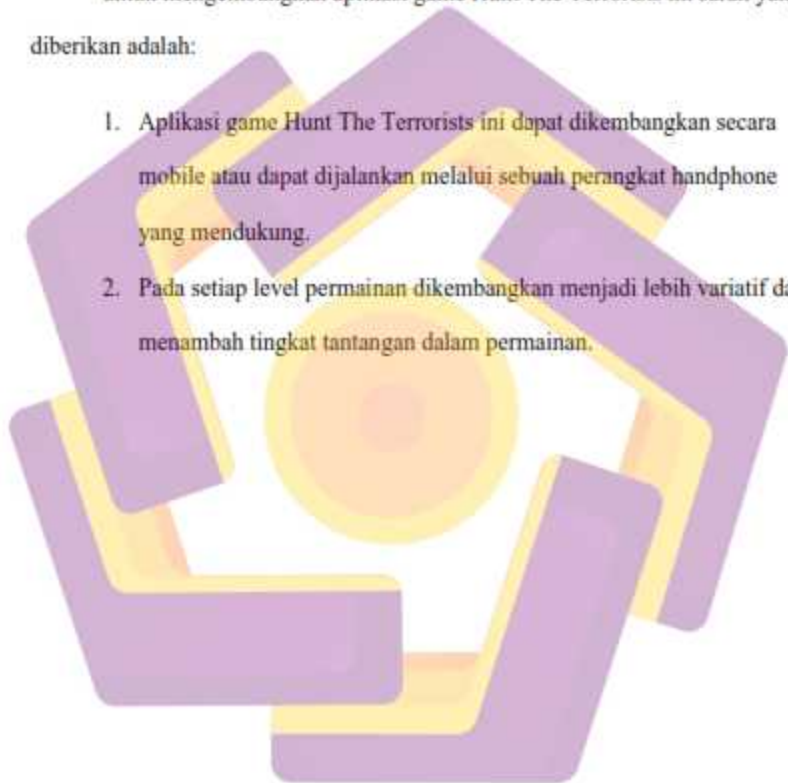 diberikan adalah:
1. Aplikasi game Hunt The Terrorists ini dapat dikembangkan secara
mobile atau dapat dijalankan melalui sebuah perangkat handphone
yang mendukung.
2. Pada setiap level permainan dikembangkan menjadi lebih variatif da
menambah tingkat tantangan dalam permainan.